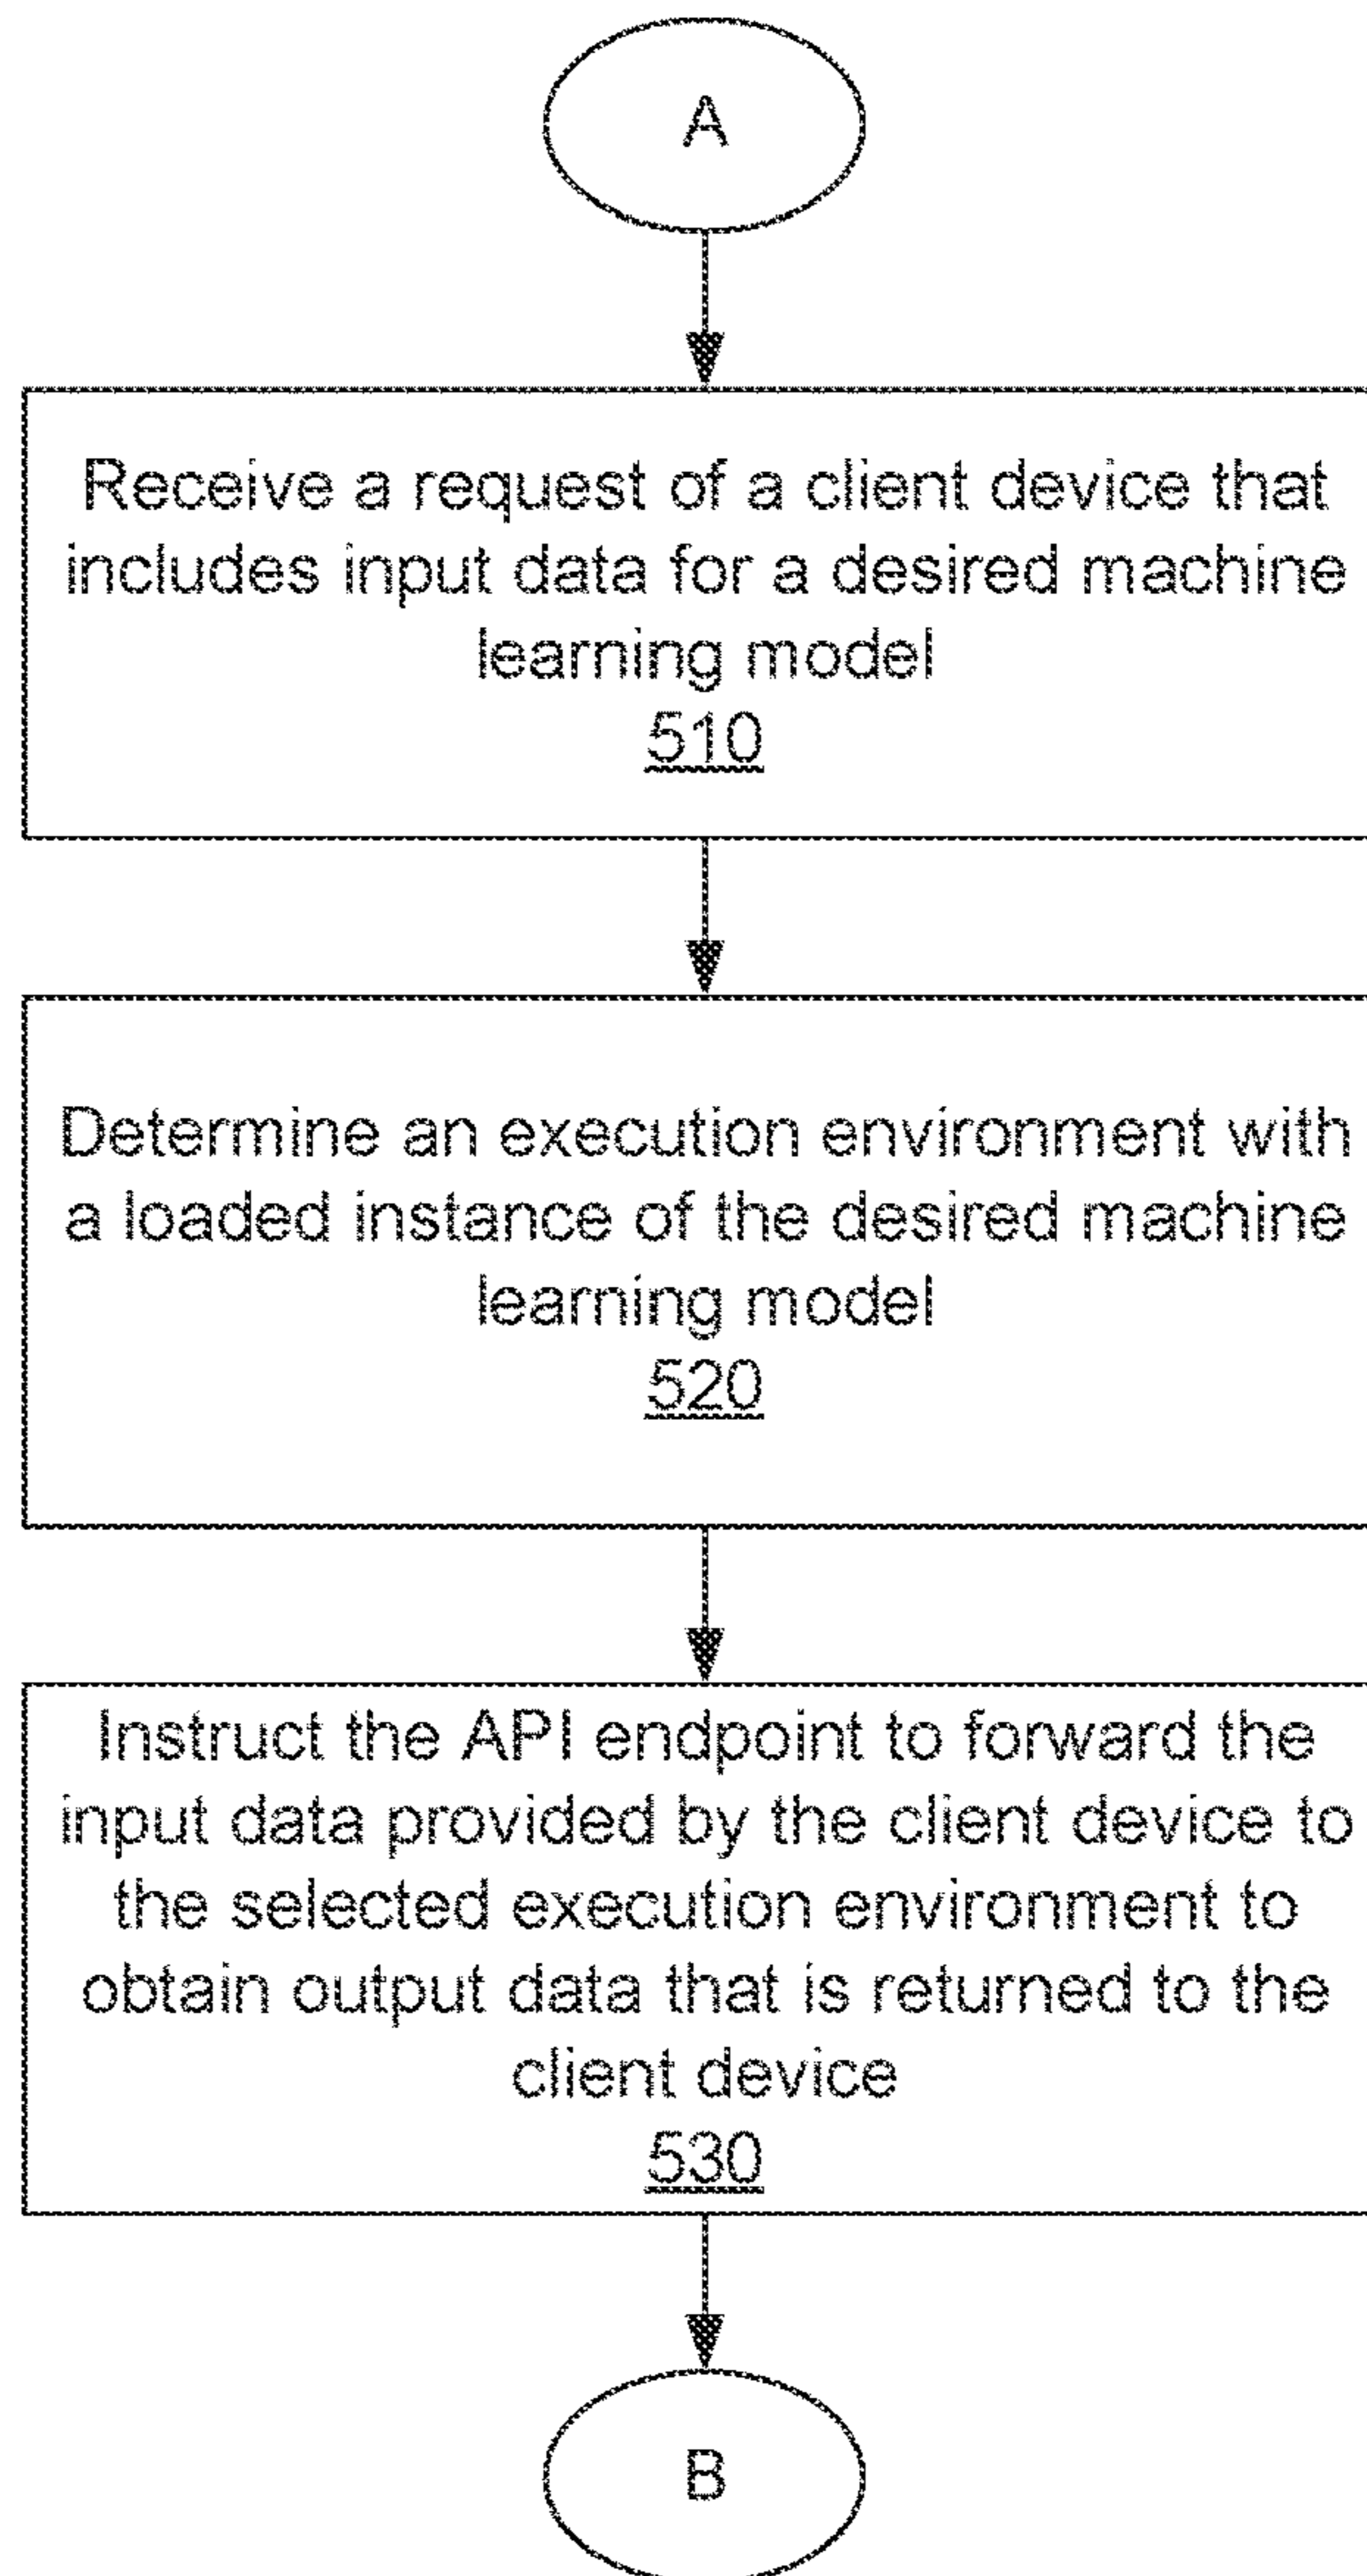 A
Receive a request of a client device that
includes input data for a desired machine
learning model
510
Determine an execution environment with
a loaded instance of the desired machine
learning model
520
Instruct the API endpoint to forward the
input data provided by the client device to
the selected execution environment to
obtain output data that is returned to the
client device
530
B